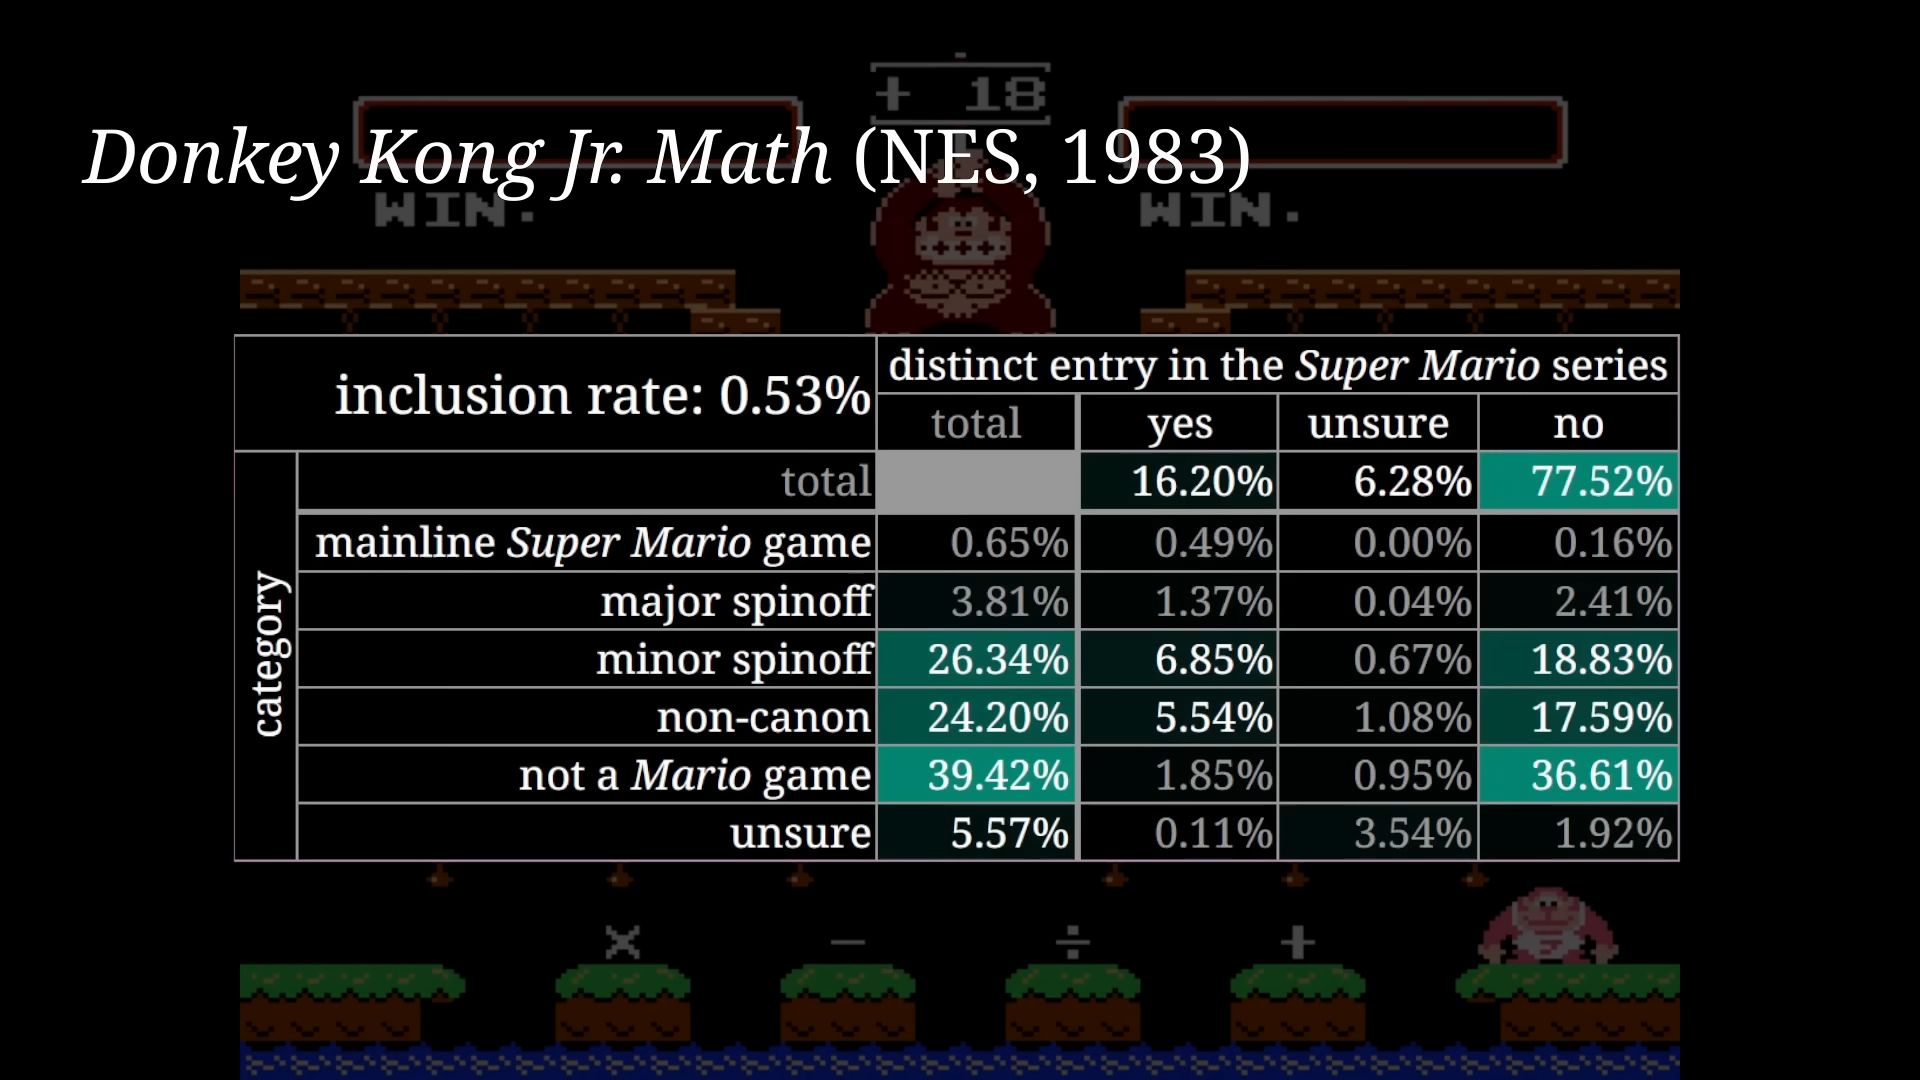 + 18
Donkey Kong Jr. Math (NES, 1983)
WIN. WIN.
inclusion rate: 0.53%
distinct entry in the Super Mario series
total yes unsure no
total 16.20% 6.28% 77.52%
category
mainline Super Mario game 0.65% 0.49% 0.00% 0.16%
major spinoff 3.81% 1.37% 0.04% 2.41%
minor spinoff 26.34% 6.85% 0.67% 18.83%
non-canon 24.20% 5.54% 1.08% 17.59%
not a Mario game 39.42% 1.85% 0.95% 36.61%
unsure 5.57% 0.11% 3.54% 1.92%
× − ÷ +